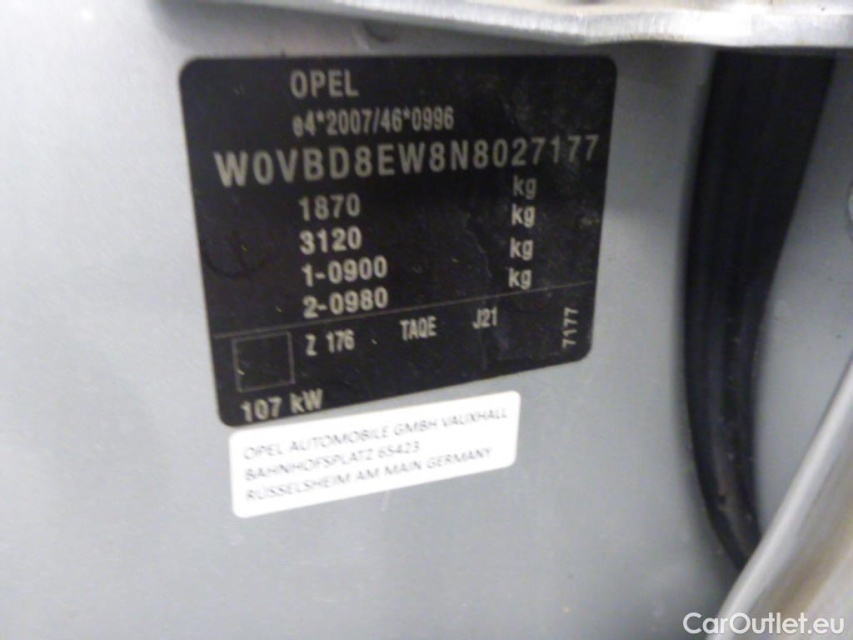 OPEL
e4*2007/46*0996
W0VBD8EW8N8027177
1870 kg
3120 kg
1-0900 kg
2-0980 kg
Z 176 TAQE J21 7177
107 kW
OPEL AUTOMOBILE GMBH VAUXHALL
BAHNHOFSPLATZ 65423
RÜSSELSHEIM AM MAIN GERMANY
CarOutlet.eu